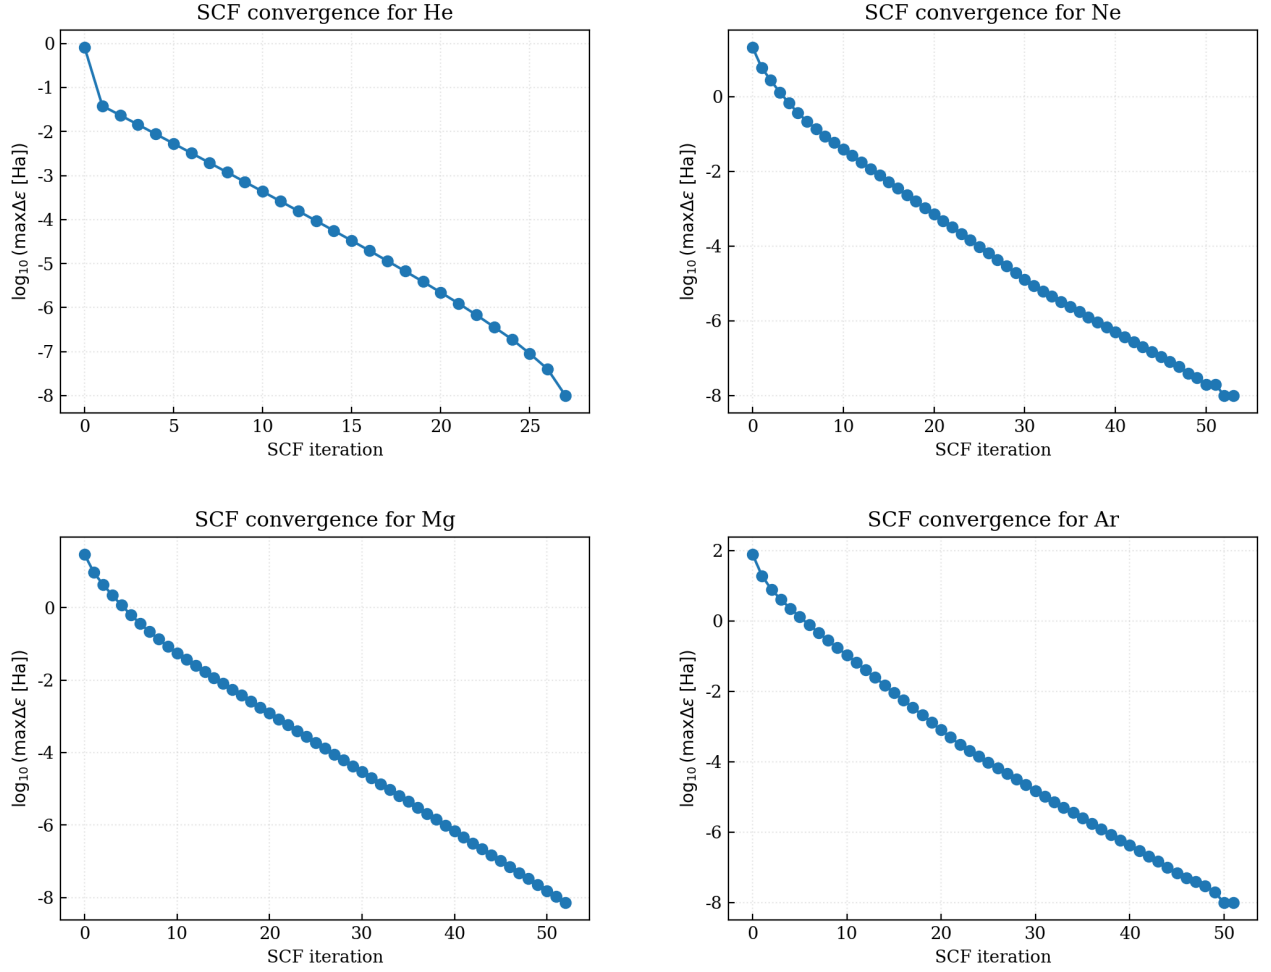 SCF convergence for He
0
-1
-2
-3
-4
-5
-6
-7
-8
log₁₀(maxΔε [Ha])
0 5 10 15 20 25
SCF iteration
SCF convergence for Ne
0
-2
-4
-6
-8
log₁₀(maxΔε [Ha])
0 10 20 30 40 50
SCF iteration
SCF convergence for Mg
0
-2
-4
-6
-8
log₁₀(maxΔε [Ha])
0 10 20 30 40 50
SCF iteration
SCF convergence for Ar
2
0
-2
-4
-6
-8
log₁₀(maxΔε [Ha])
0 10 20 30 40 50
SCF iteration